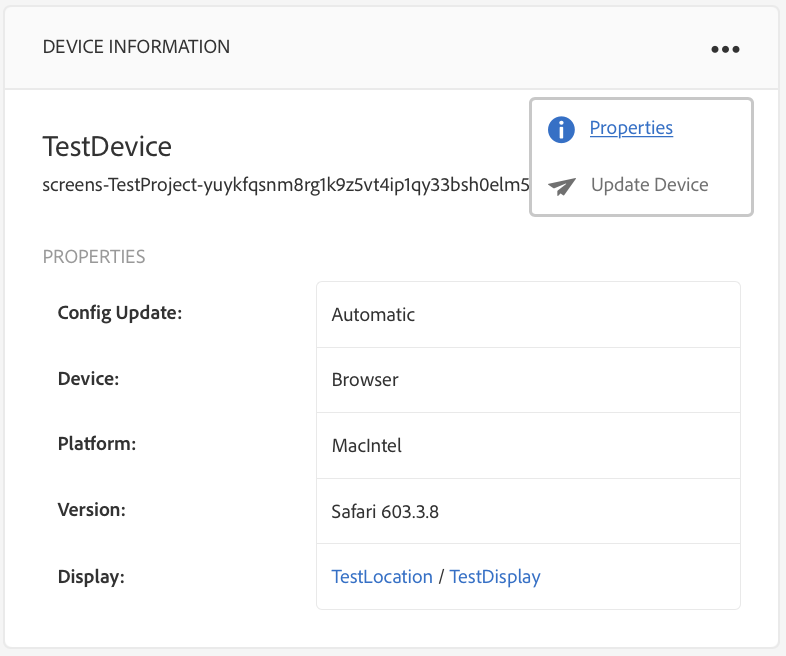 DEVICE INFORMATION
Properties
TestDevice
Update Device
screens-TestProject-yuykfqsnm8rg1k9z5vt4ip1qy33bsh0elm5
PROPERTIES
Config Update: Automatic
Device: Browser
Platform: MacIntel
Version: Safari 603.3.8
Display: TestLocation / TestDisplay